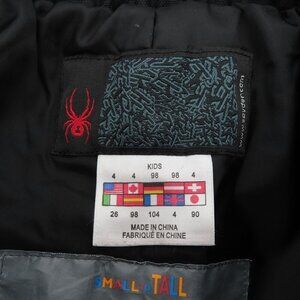 www.spyder.com
KIDS
4 4 98 98 4
26 98 104 4 90
MADE IN CHINA
FABRIQUÉ EN CHINE
SMALL TALL